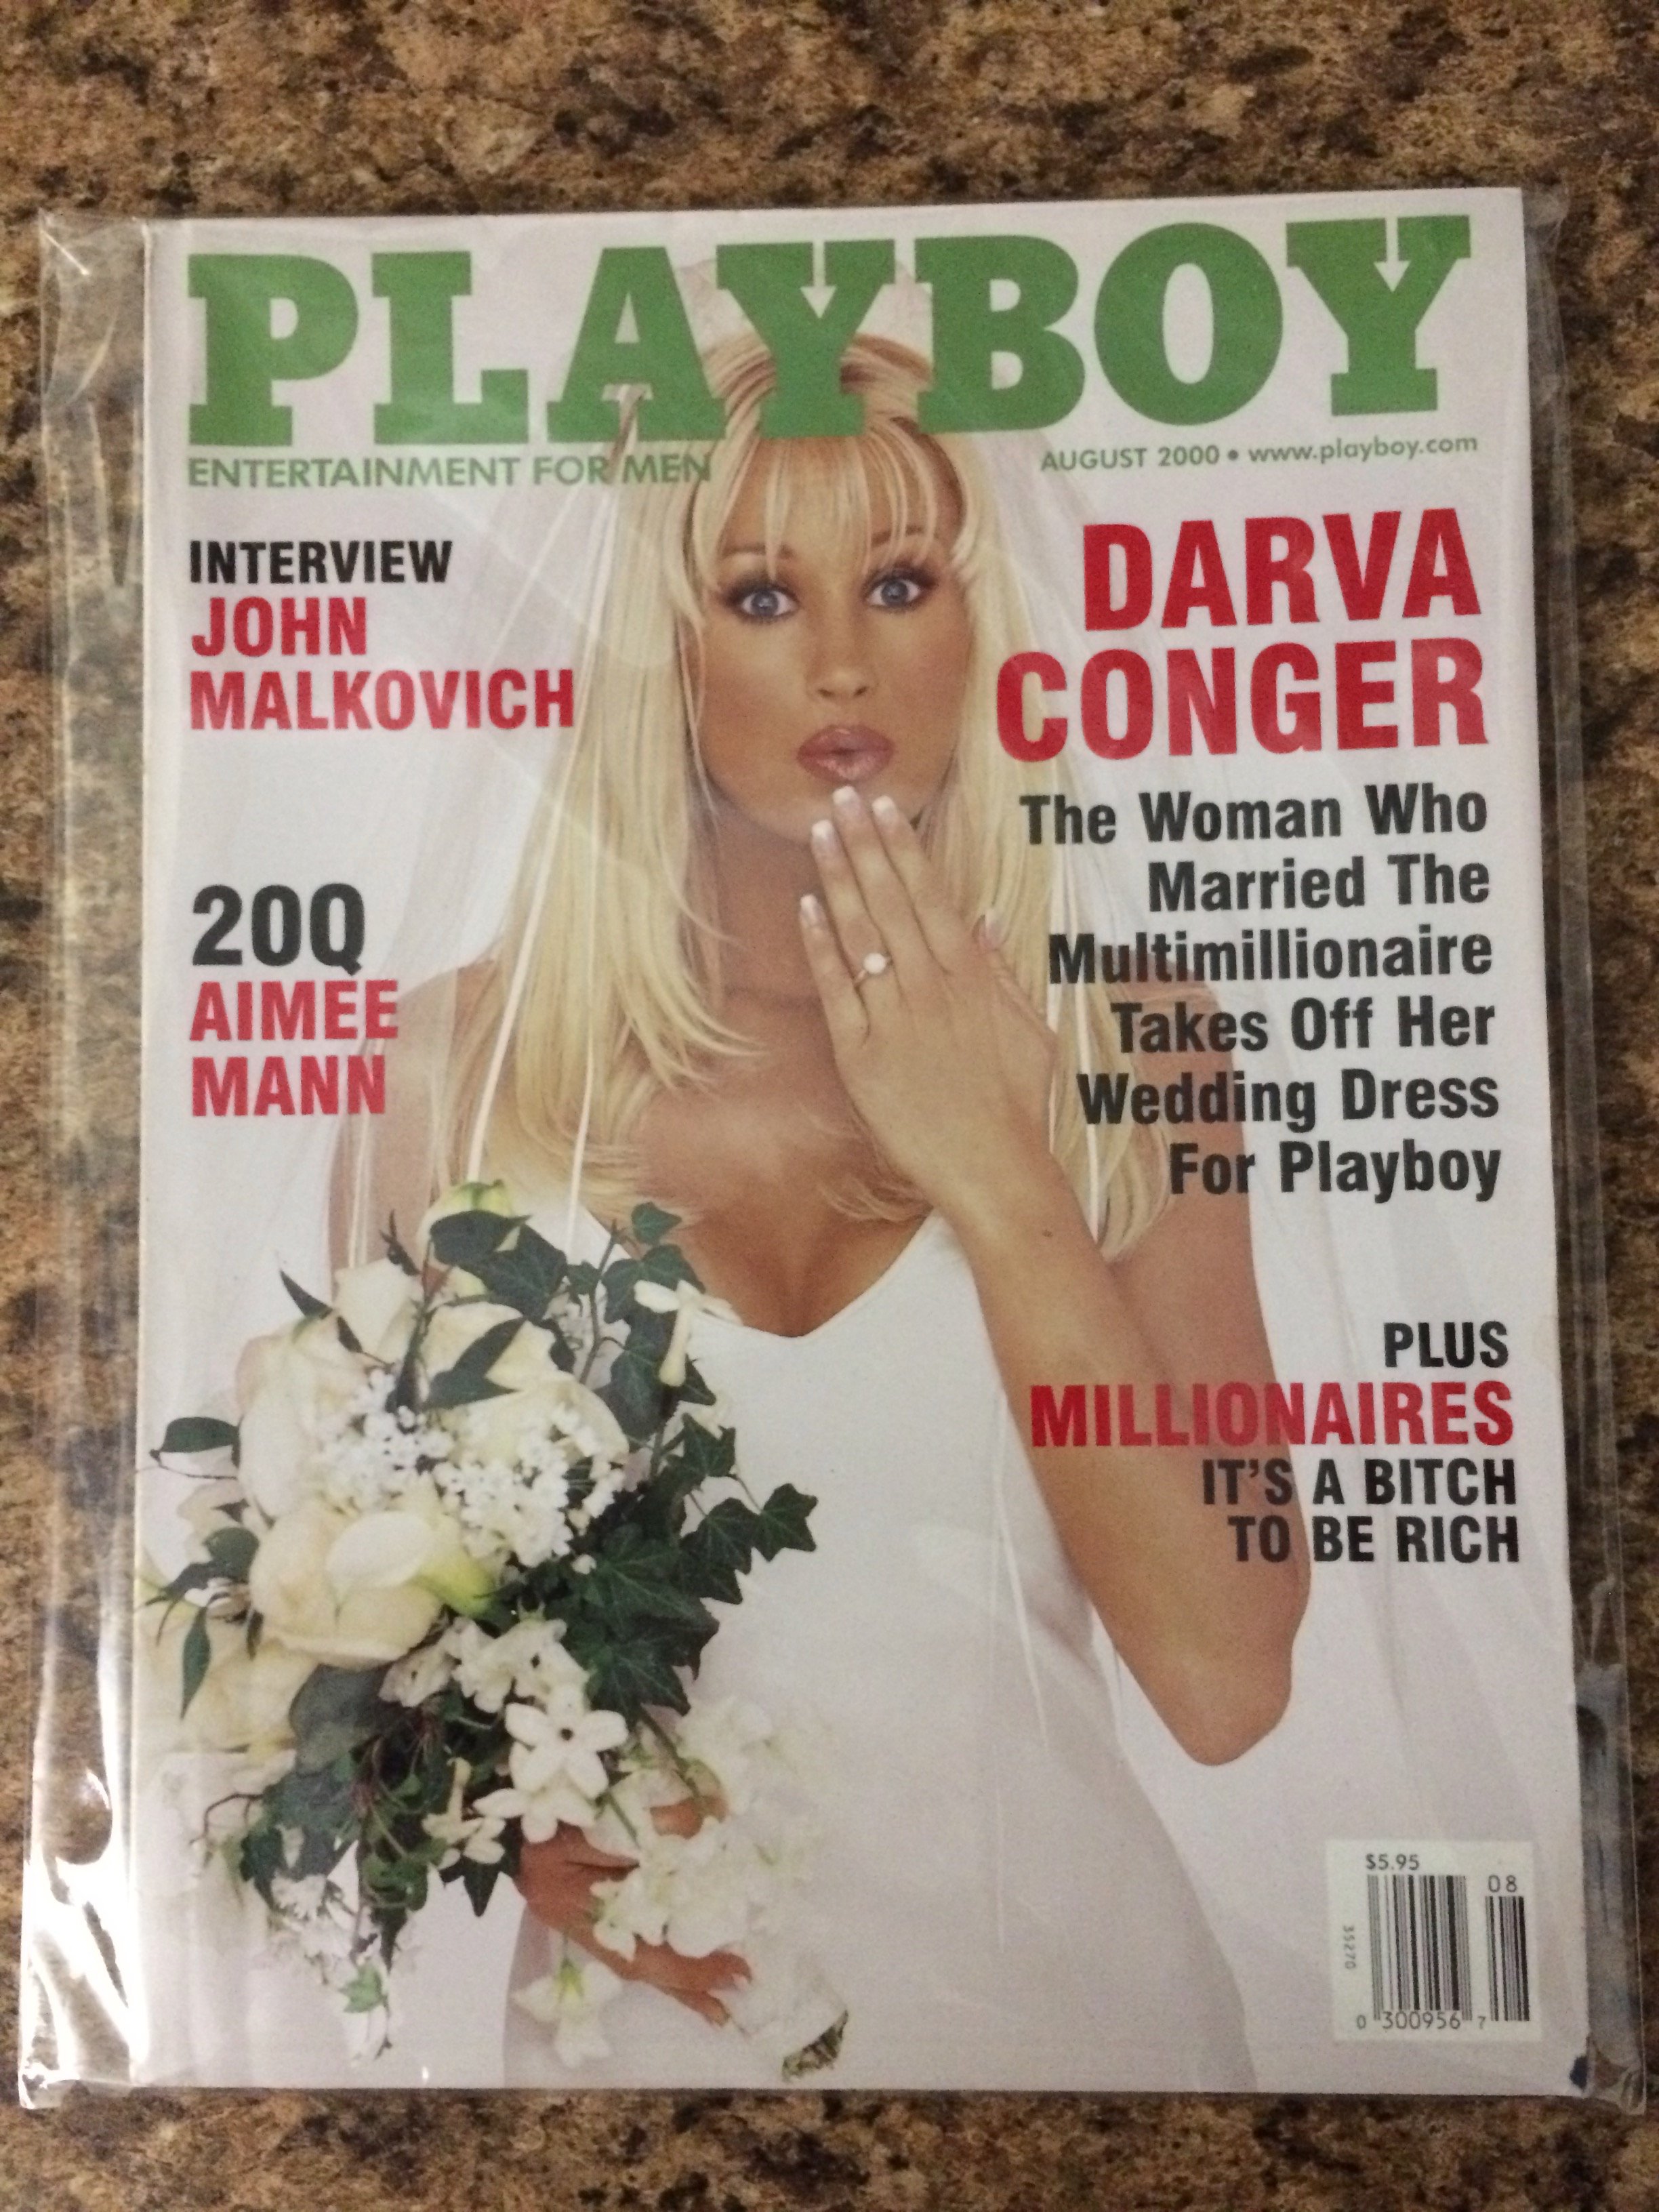 PLAYBOY
ENTERTAINMENT FOR MEN
AUGUST 2000 • www.playboy.com
INTERVIEW
JOHN
MALKOVICH
20Q
AIMEE
MANN
DARVA
CONGER
The Woman Who
Married The
Multimillionaire
Takes Off Her
Wedding Dress
For Playboy
PLUS
MILLIONAIRES
IT'S A BITCH
TO BE RICH
$5.95
08
35270
0 300956 7